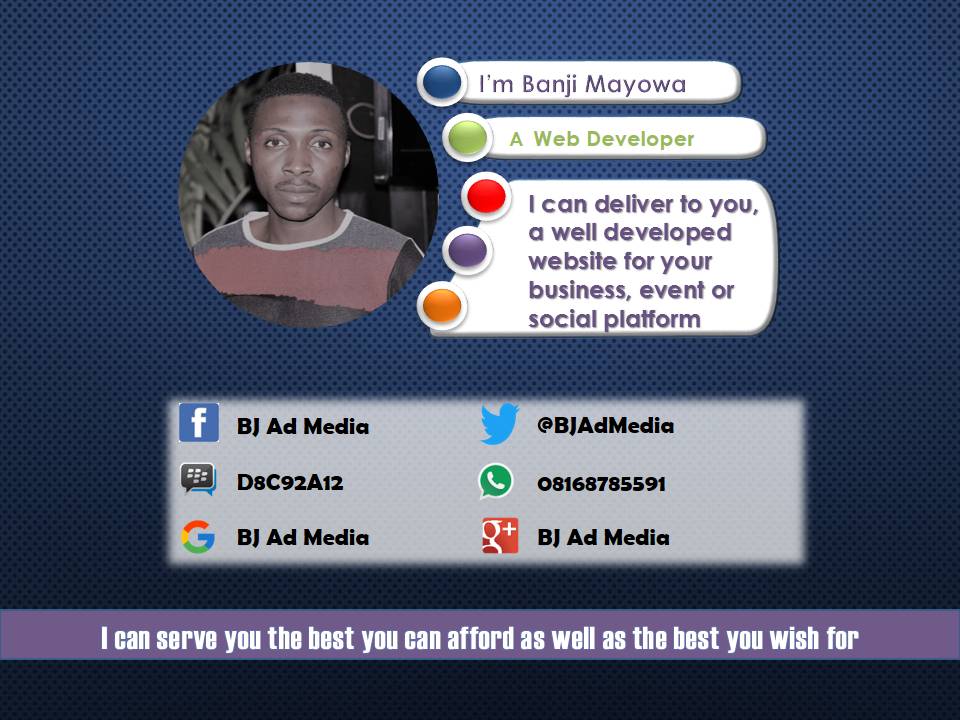 I'm Banji Mayowa
A Web Developer
I can deliver to you,
a well developed
website for your
business, event or
social platform
f BJ Ad Media
@BJAdMedia
D8C92A12
08168785591
G BJ Ad Media
g+ BJ Ad Media
I can serve you the best you can afford as well as the best you wish for